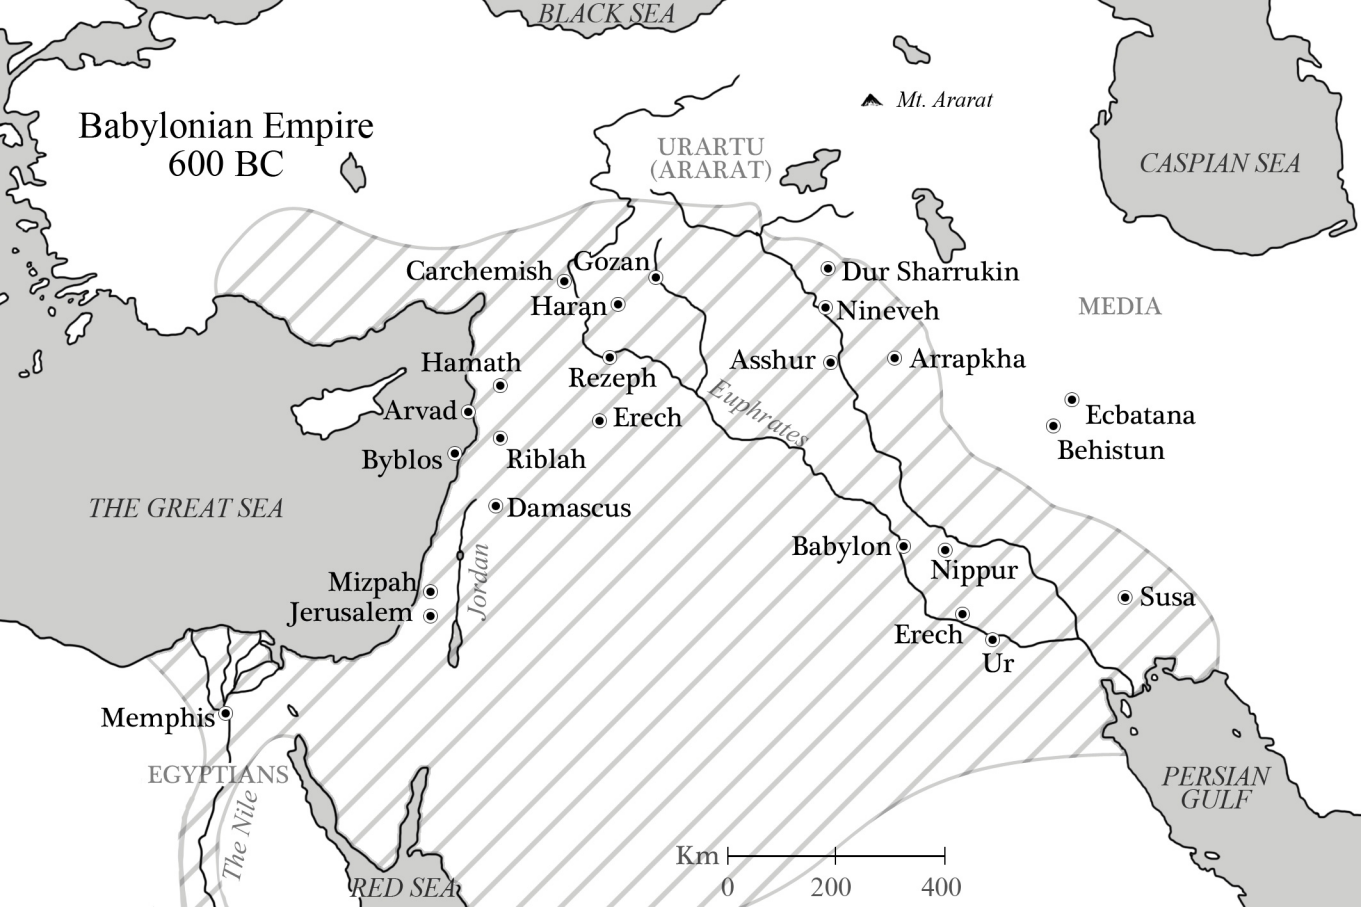 BLACK SEA
Mt. Ararat
Babylonian Empire
600 BC
URARTU
(ARARAT)
CASPIAN SEA
Carchemish
Gozan
Dur Sharrukin
Haran
Nineveh
MEDIA
Hamath
Rezeph
Asshur
Arrapkha
Arvad
Erech
Euphrates
Ecbatana
Behistun
Byblos
Riblah
THE GREAT SEA
Damascus
Babylon
Nippur
Jordan
Mizpah
Jerusalem
Susa
Erech
Ur
Memphis
EGYPTIANS
The Nile
PERSIAN
GULF
RED SEA
Km
0 200 400